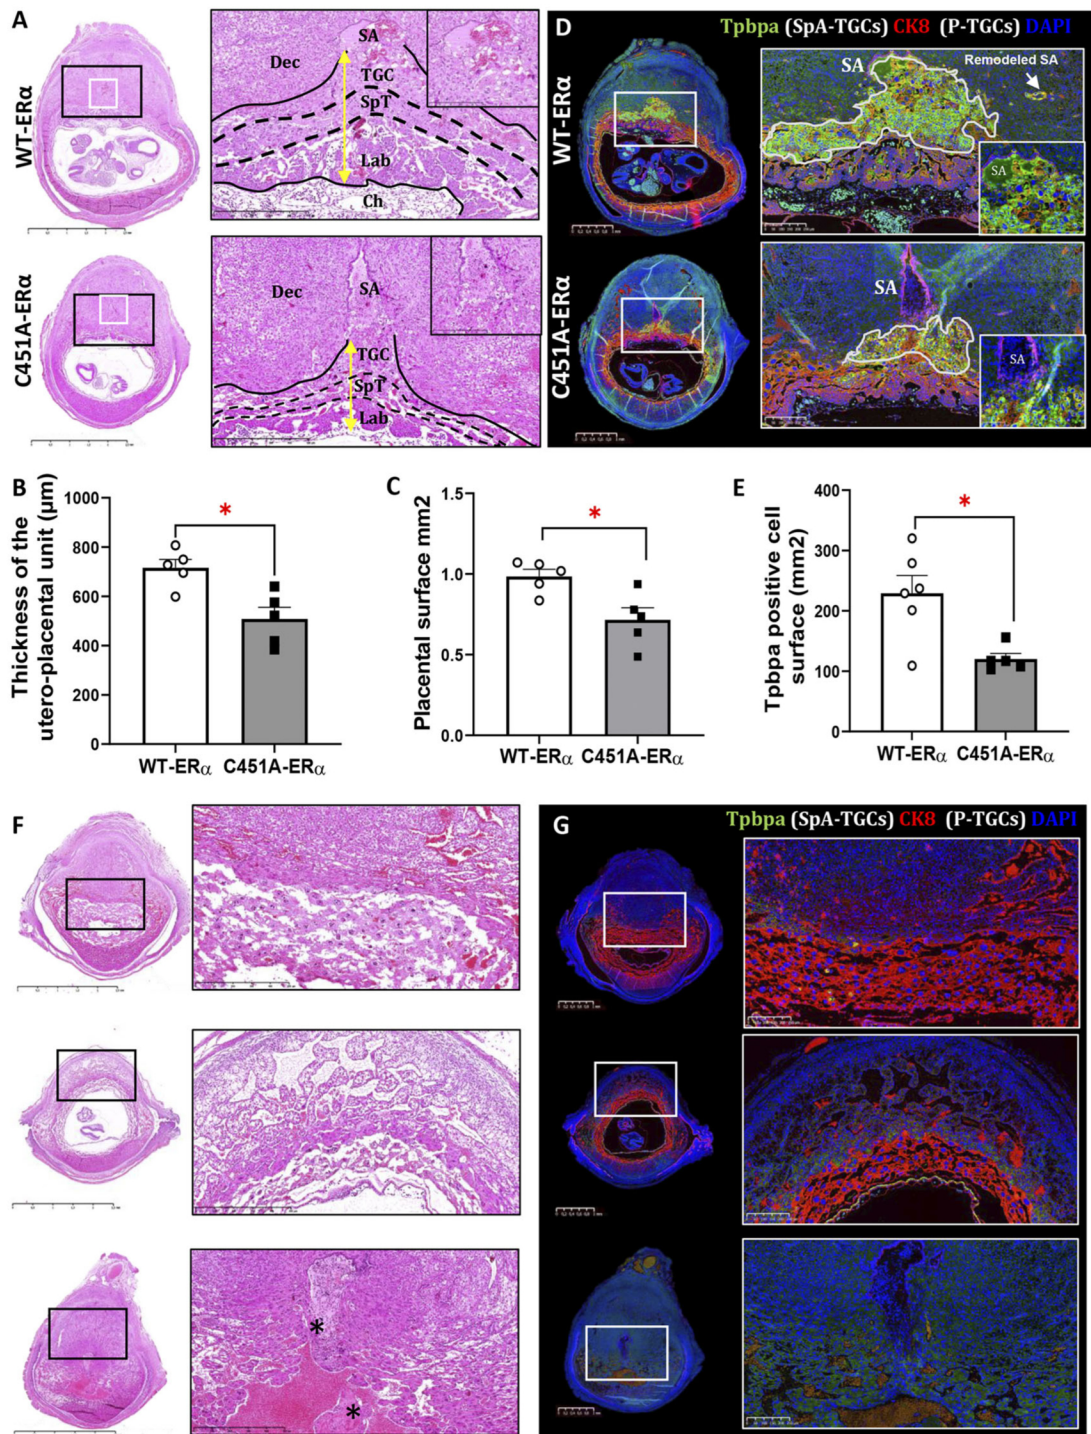 A
WT-ERα
Dec
SA
TGC
SpT
Lab
Ch
C451A-ERα
Dec
SA
TGC
SpT
Lab
D
Tpbpa (SpA-TGCs) CK8 (P-TGCs) DAPI
WT-ERα
SA
Remodeled SA
SA
C451A-ERα
SA
SA
B
Thickness of the
utero-placental unit (µm)
1000
800
600
400
200
0
*
WT-ERα
C451A-ERα
C
Placental surface mm2
1.5
1.0
0.5
0.0
*
WT-ERα
C451A-ERα
E
Tpbpa positive cell
surface (mm2)
400
300
200
100
0
*
WT-ERα
C451A-ERα
F
*
*
G
Tpbpa (SpA-TGCs) CK8 (P-TGCs) DAPI